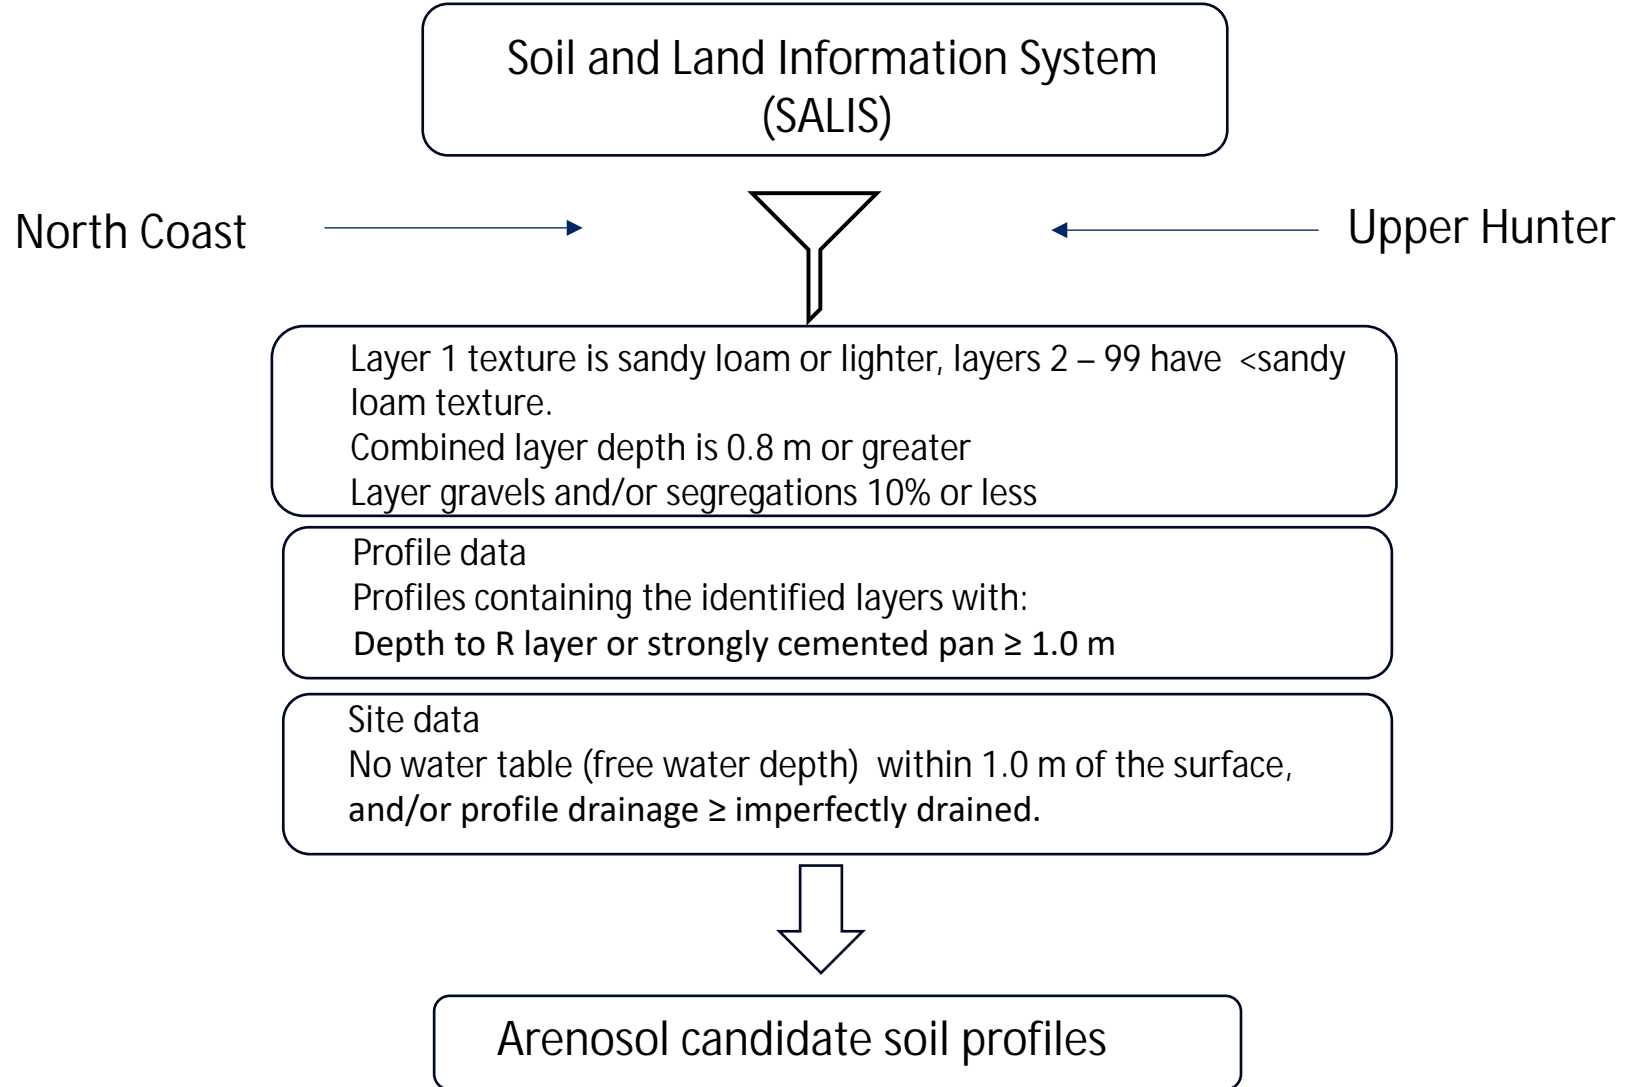 Soil and Land Information System
(SALIS)
North Coast
Upper Hunter
Layer 1 texture is sandy loam or lighter, layers 2 – 99 have  <sandy
loam texture.
Combined layer depth is 0.8 m or greater
Layer gravels and/or segregations 10% or less
Profile data
Profiles containing the identified layers with:
Depth to R layer or strongly cemented pan ≥ 1.0 m
Site data
No water table (free water depth)  within 1.0 m of the surface,
and/or profile drainage ≥ imperfectly drained.
Arenosol candidate soil profiles